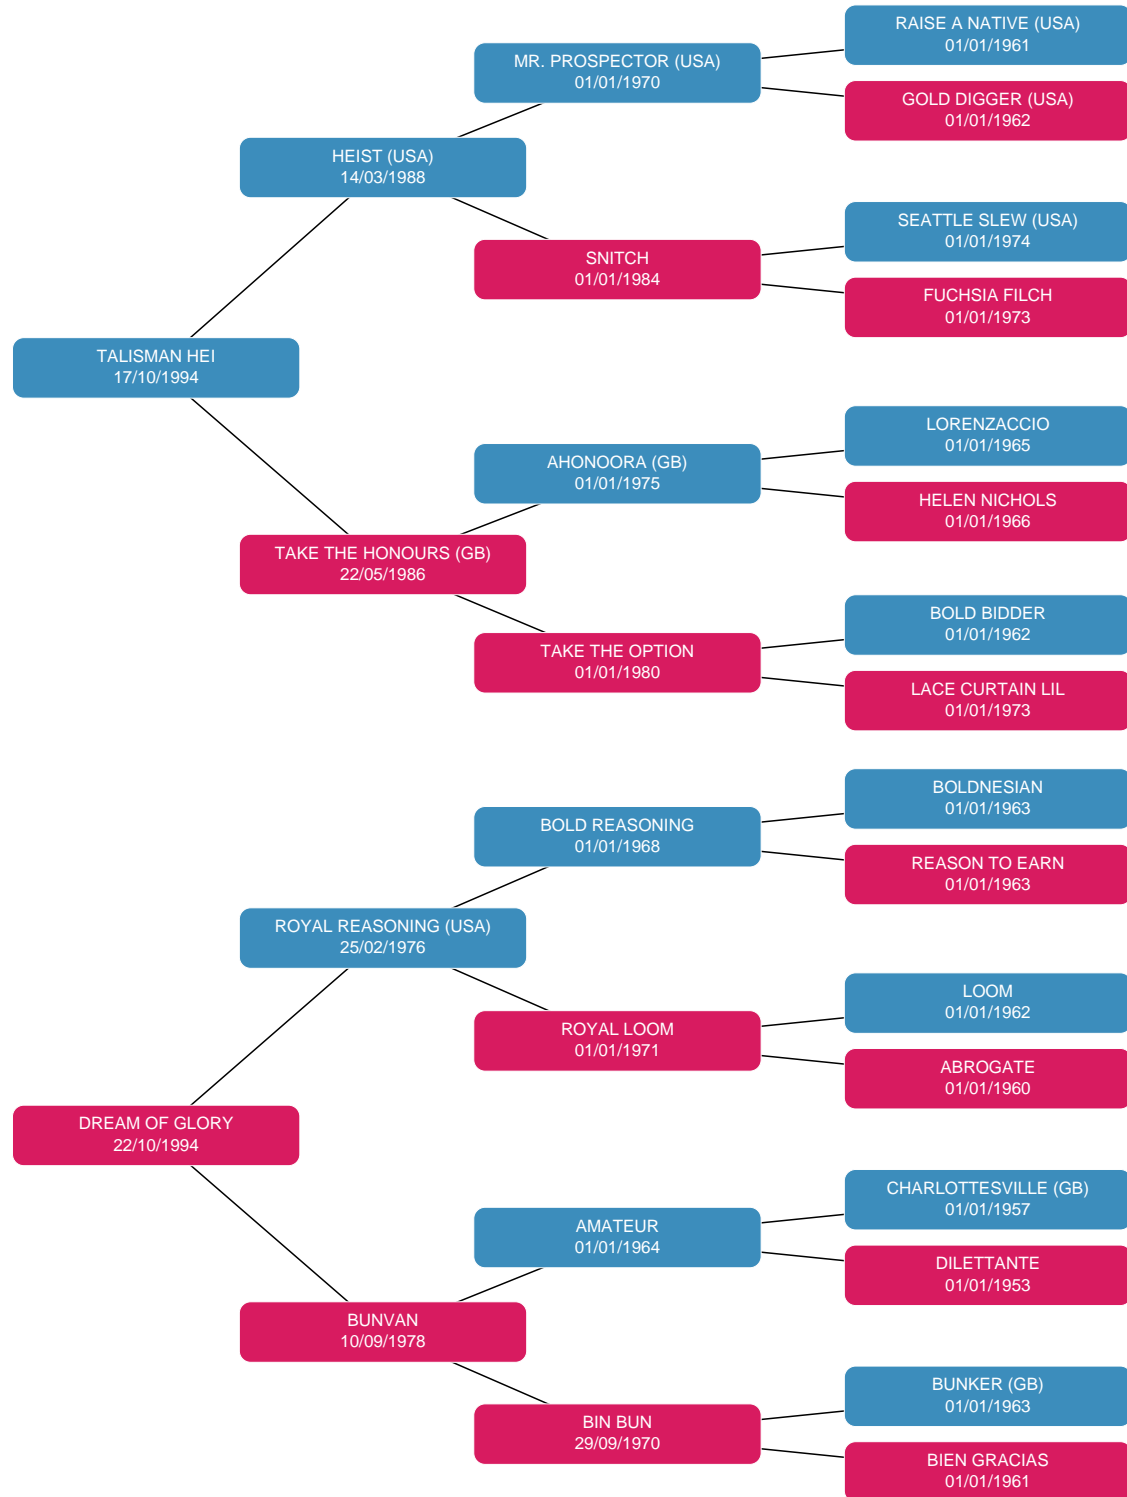 RAISE A NATIVE (USA)
01/01/1961
MR. PROSPECTOR (USA)
01/01/1970
GOLD DIGGER (USA)
01/01/1962
HEIST (USA)
14/03/1988
SEATTLE SLEW (USA)
01/01/1974
SNITCH
01/01/1984
FUCHSIA FILCH
01/01/1973
TALISMAN HEI
17/10/1994
LORENZACCIO
01/01/1965
AHONOORA (GB)
01/01/1975
HELEN NICHOLS
01/01/1966
TAKE THE HONOURS (GB)
22/05/1986
BOLD BIDDER
01/01/1962
TAKE THE OPTION
01/01/1980
LACE CURTAIN LIL
01/01/1973
BOLDNESIAN
01/01/1963
BOLD REASONING
01/01/1968
REASON TO EARN
01/01/1963
ROYAL REASONING (USA)
25/02/1976
LOOM
01/01/1962
ROYAL LOOM
01/01/1971
ABROGATE
01/01/1960
DREAM OF GLORY
22/10/1994
CHARLOTTESVILLE (GB)
01/01/1957
AMATEUR
01/01/1964
DILETTANTE
01/01/1953
BUNVAN
10/09/1978
BUNKER (GB)
01/01/1963
BIN BUN
29/09/1970
BIEN GRACIAS
01/01/1961